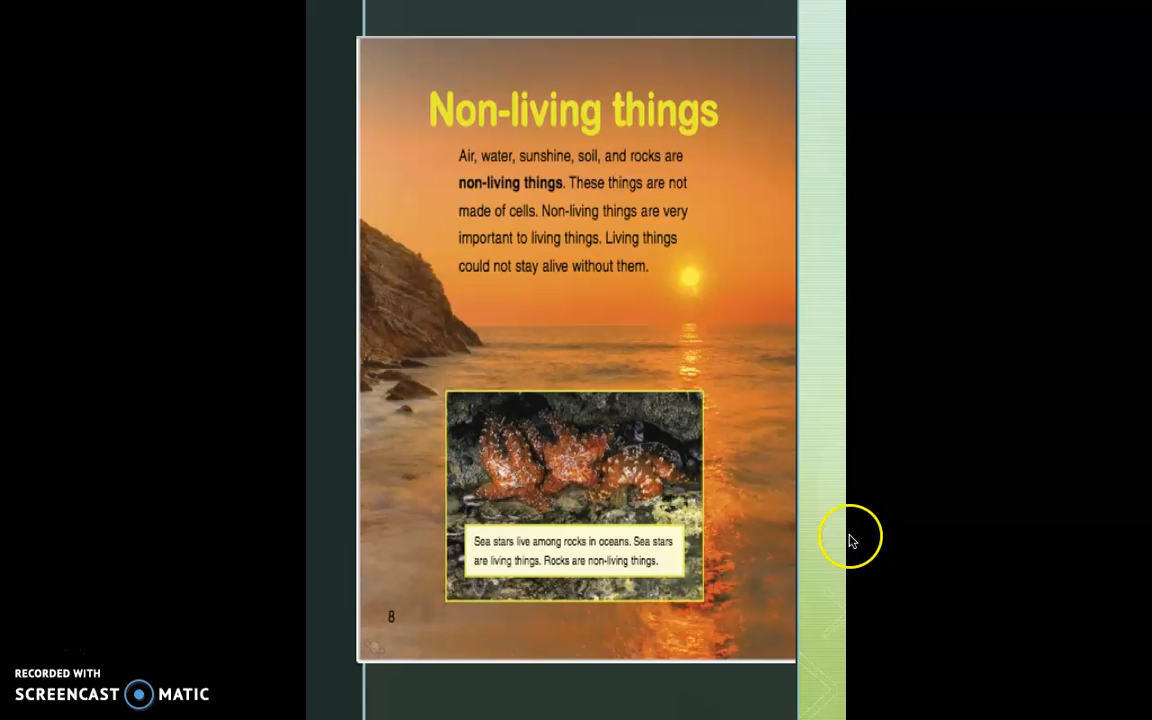 Non-living things
Air, water, sunshine, soil, and rocks are
non-living things. These things are not
made of cells. Non-living things are very
important to living things. Living things
could not stay alive without them.
Sea stars live among rocks in oceans. Sea stars
are living things. Rocks are non-living things.
8
RECORDED WITH
SCREENCAST MATIC